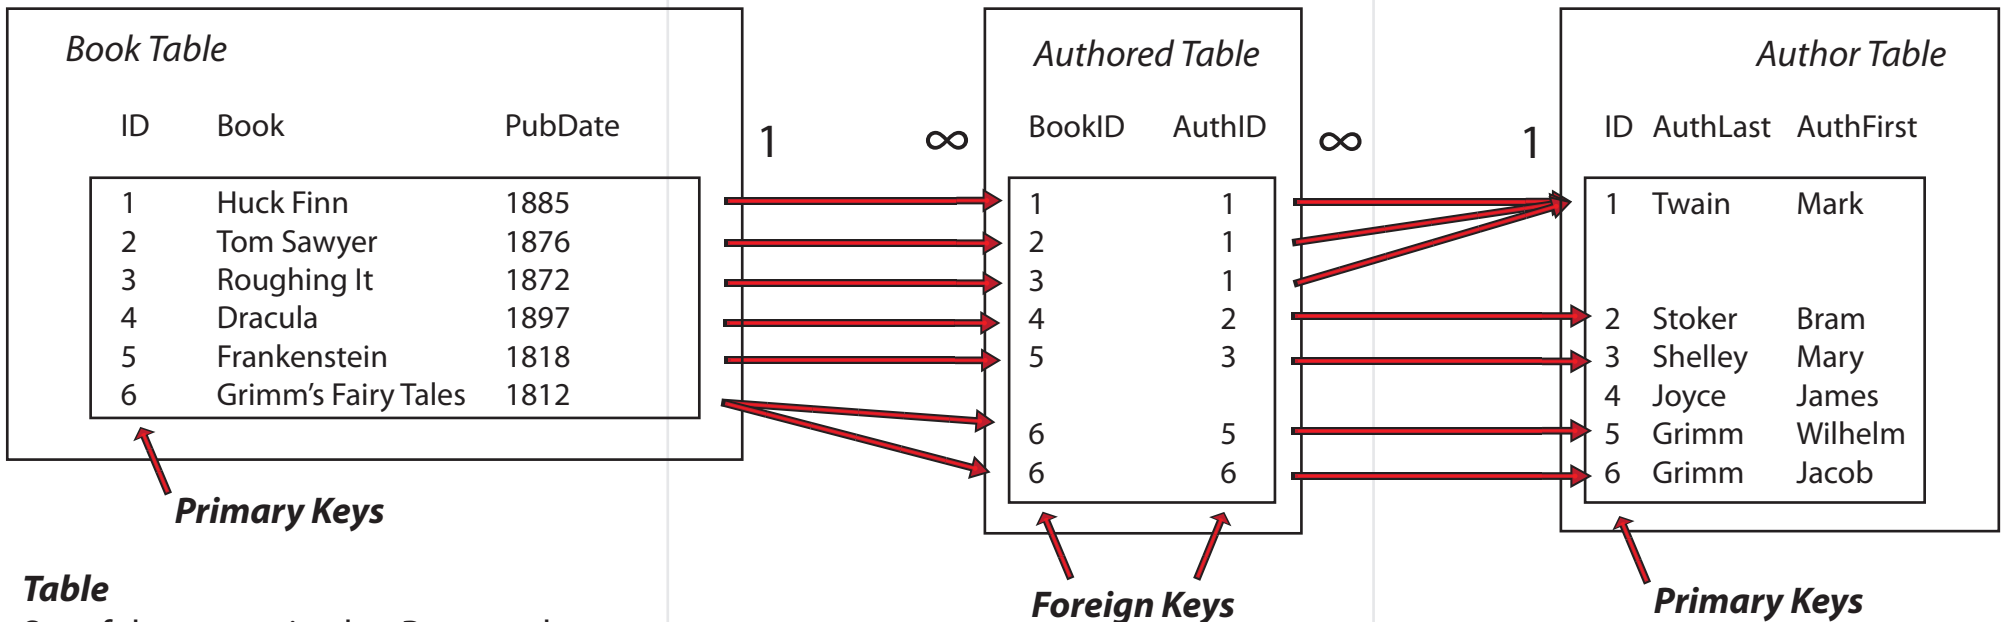 Book Table
ID Book PubDate
1 Huck Finn 1885
2 Tom Sawyer 1876
3 Roughing It 1872
4 Dracula 1897
5 Frankenstein 1818
6 Grimm’s Fairy Tales 1812
Primary Keys
1 ∞
Authored Table
BookID AuthID
1 1
2 1
3 1
4 2
5 3
6 5
6 6
Foreign Keys
∞ 1
Author Table
ID AuthLast AuthFirst
1 Twain Mark
2 Stoker Bram
3 Shelley Mary
4 Joyce James
5 Grimm Wilhelm
6 Grimm Jacob
Primary Keys
Table